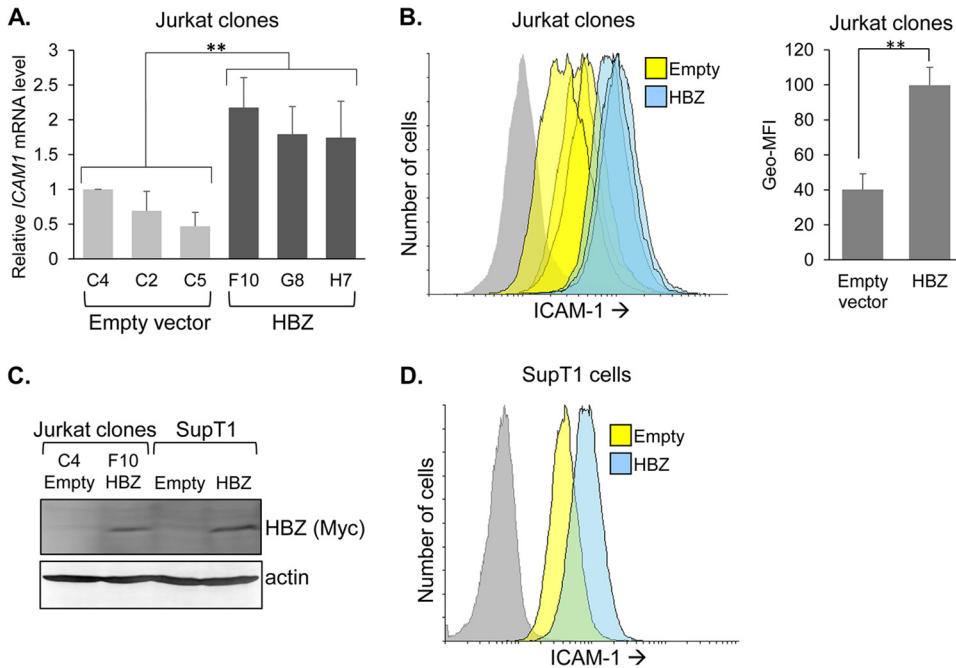 A.
Jurkat clones
**
3
2.5
2
1.5
1
0.5
0
Relative ICAM1 mRNA level
C4 C2 C5 F10 G8 H7
Empty vector HBZ
B.
Jurkat clones
Empty
HBZ
Number of cells
ICAM-1 →
Jurkat clones
**
120
100
80
60
40
20
0
Geo-MFI
Empty
vector
HBZ
C.
Jurkat clones SupT1
C4 F10
Empty HBZ Empty HBZ
HBZ (Myc)
actin
D.
SupT1 cells
Empty
HBZ
Number of cells
ICAM-1 →